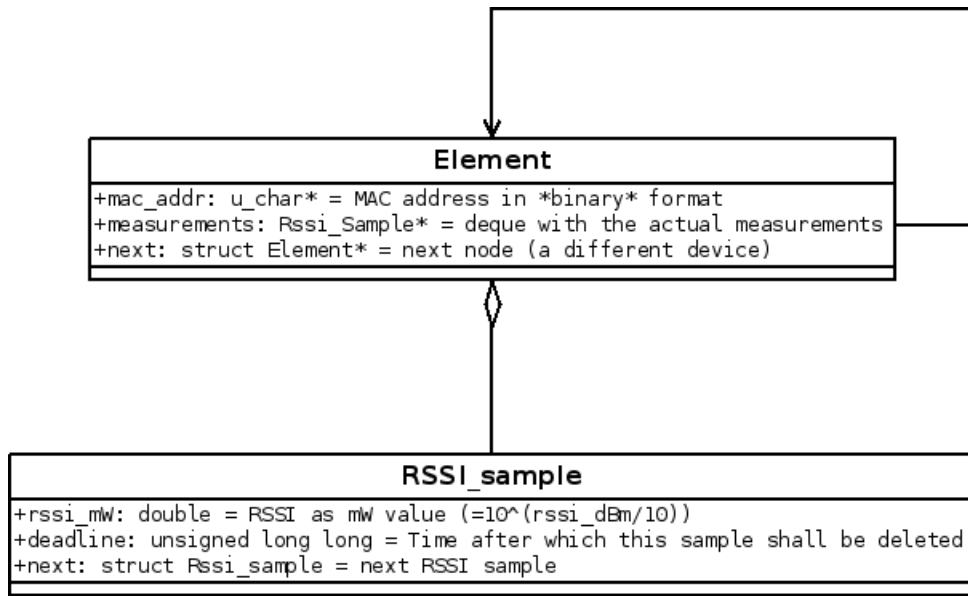 Element
+mac_addr: u_char* = MAC address in *binary* format
+measurements: Rssi_Sample* = deque with the actual measurements
+next: struct Element* = next node (a different device)
RSSI_sample
+rssi_mW: double = RSSI as mW value (=10^(rssi_dBm/10))
+deadline: unsigned long long = Time after which this sample shall be deleted
+next: struct Rssi_sample = next RSSI sample